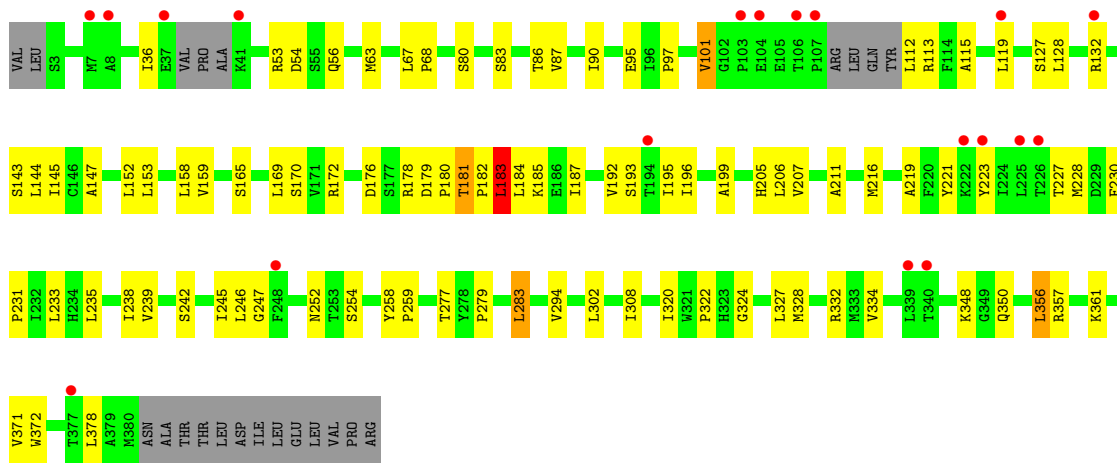 VAL LEU S3 M7 A8 I36 E37 VAL PRO ALA K41 R53 D54 S55 Q56 M63 L67 P68 S80 S83 T86 V87 I90 E95 I96 P97 V101 G102 P103 E104 E105 T106 P107 ARG LEU GLN TYR L112 R113 F114 A115 L119 S127 L128 R132
S143 L144 I145 C146 A147 L152 L153 L158 V159 S165 L169 S170 V171 R172 D176 S177 R178 D179 P180 T181 P182 L183 L184 K185 E186 I187 V192 S193 T194 I195 I196 A199 H205 L206 V207 A211 M216 A219 F220 Y221 K222 Y223 I224 L225 T226 T227 M228 D229 E230
P231 I232 L233 H234 L235 I238 V239 S242 I245 L246 G247 F248 N252 T253 S254 Y258 P259 T277 Y278 P279 L283 V294 L302 I308 I320 W321 P322 H323 G324 L327 M328 R332 M333 V334 L339 T340 K348 G349 Q350 L356 R357 K361
V371 W372 T377 L378 A379 M380 ASN ALA THR THR LEU ASP ILE LEU GLU LEU VAL PRO ARG